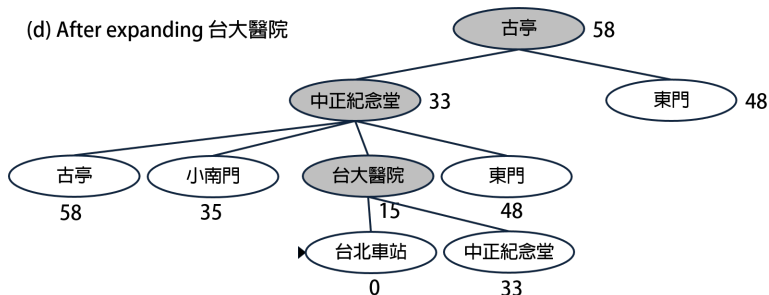 (d) After expanding 台大醫院
古亭 58
中正紀念堂 33
東門 48
古亭
小南門
台大醫院
東門
58
35
15
48
台北車站
中正紀念堂
0
33